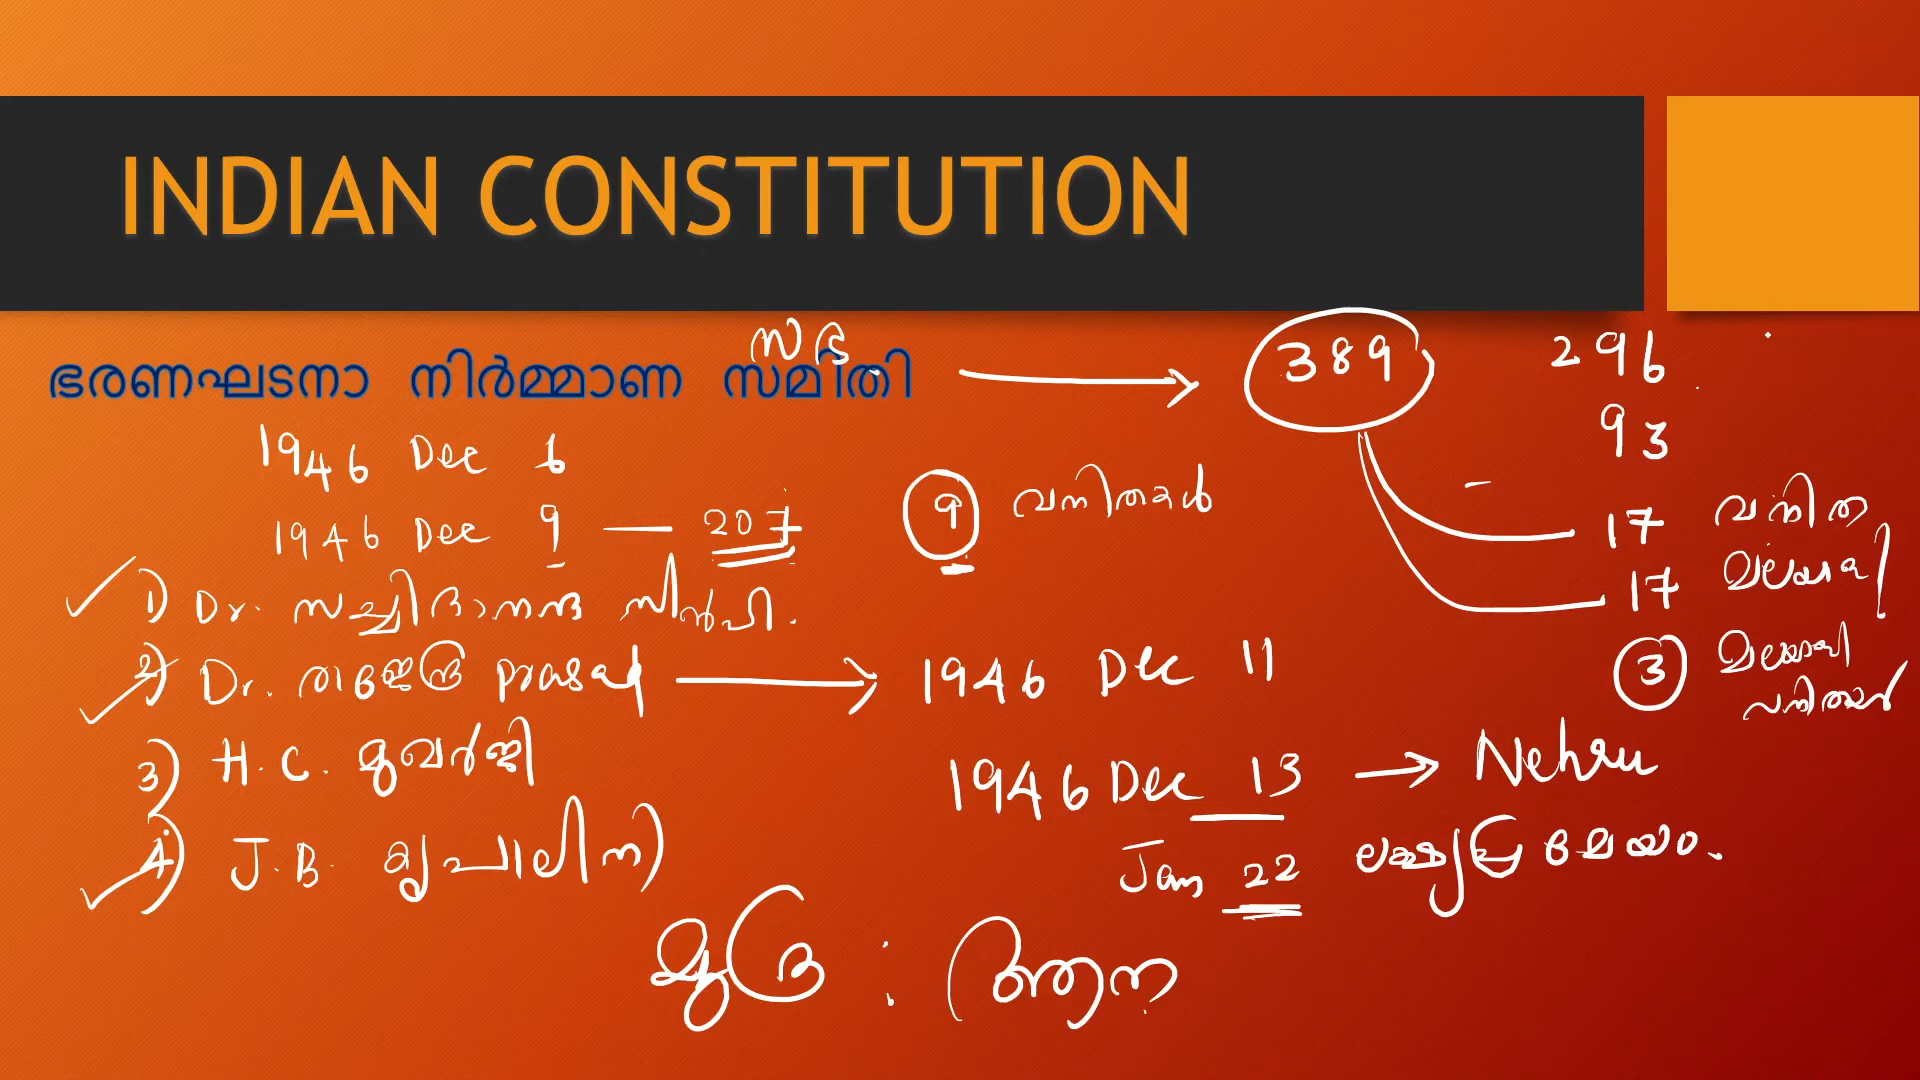 INDIAN CONSTITUTION
സഭ
ഭരണഘടനാ നിർമ്മാണ സമിതി → 389 296
93
1946 Dec 6
1946 Dec 9 — 207 9 വനിതകൾ
17 വനിത
17 മലയാളി
1) Dr. സച്ചിദാനന്ദ സിൻഹ.
2) Dr. രാജേന്ദ്ര prasad → 1946 Dec 11
3 മലയാളി വനിതകൾ
3) H.C. മുഖർജി
1946 Dec 13 → Nehru
4) J.B. കൃപാലിനി
Jan 22 ലക്ഷ്യപ്രമേയം.
മുദ്ര : ആന